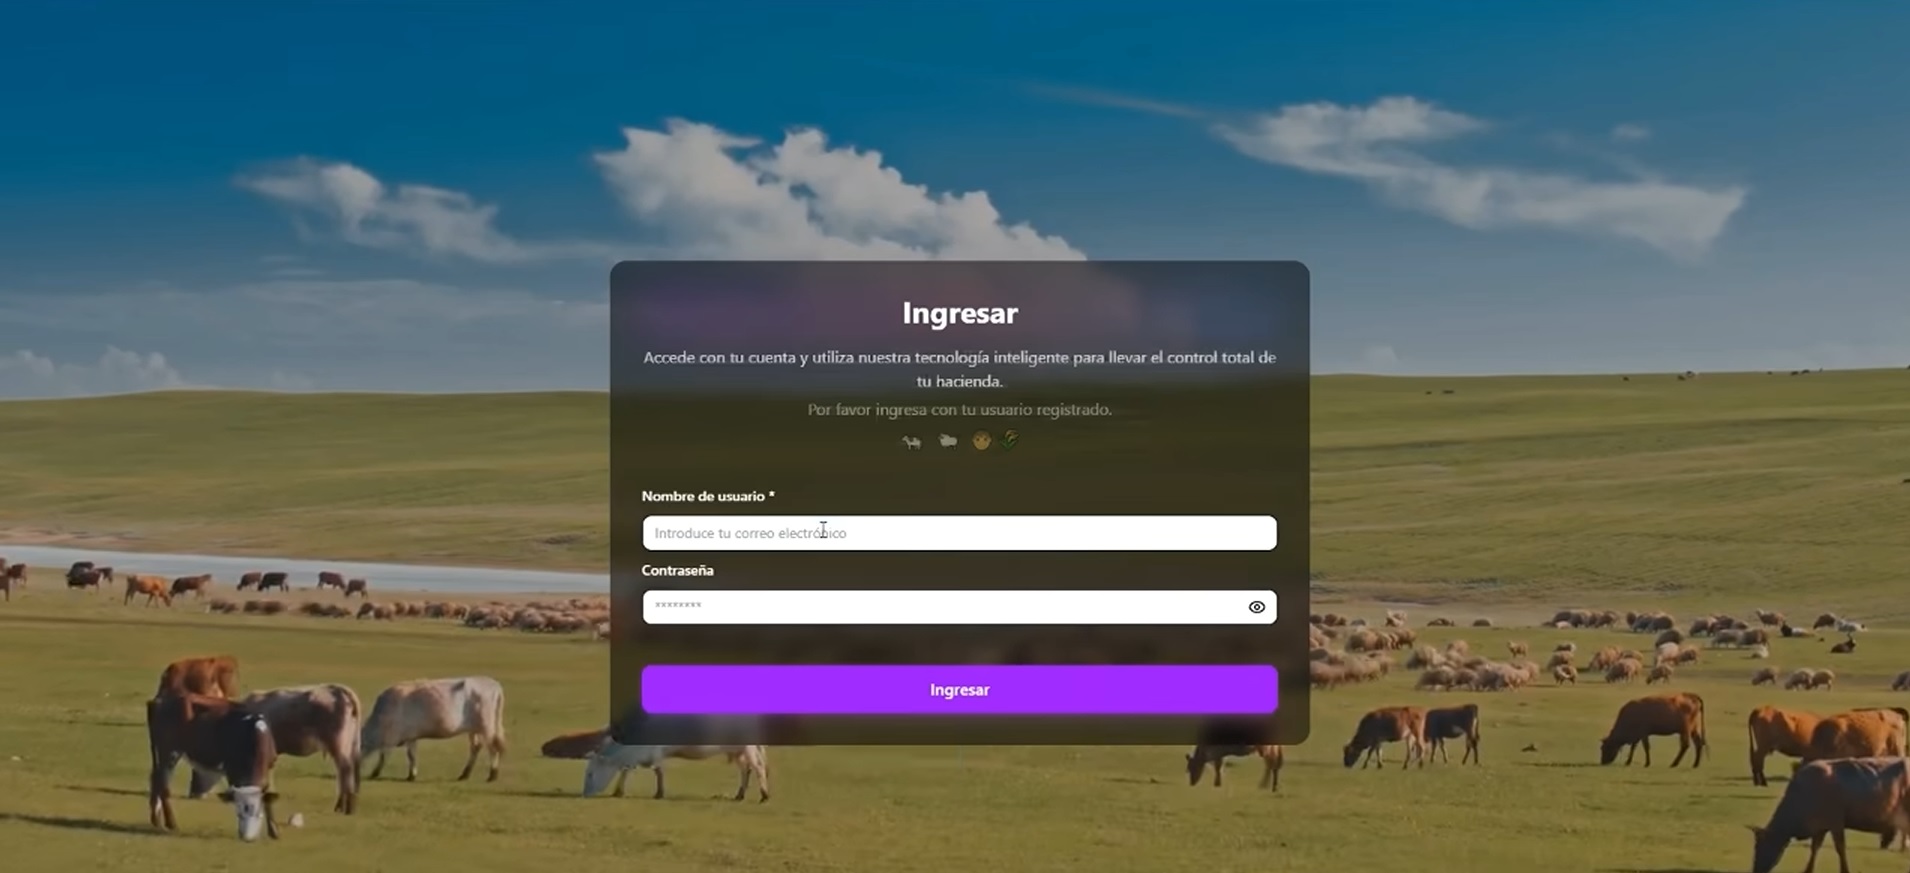 Ingresar
Accede con tu cuenta y utiliza nuestra tecnología inteligente para llevar el control total de
tu hacienda.
Por favor ingresa con tu usuario registrado.
Nombre de usuario *
Introduce tu correo electrónico
Contraseña
********
Ingresar